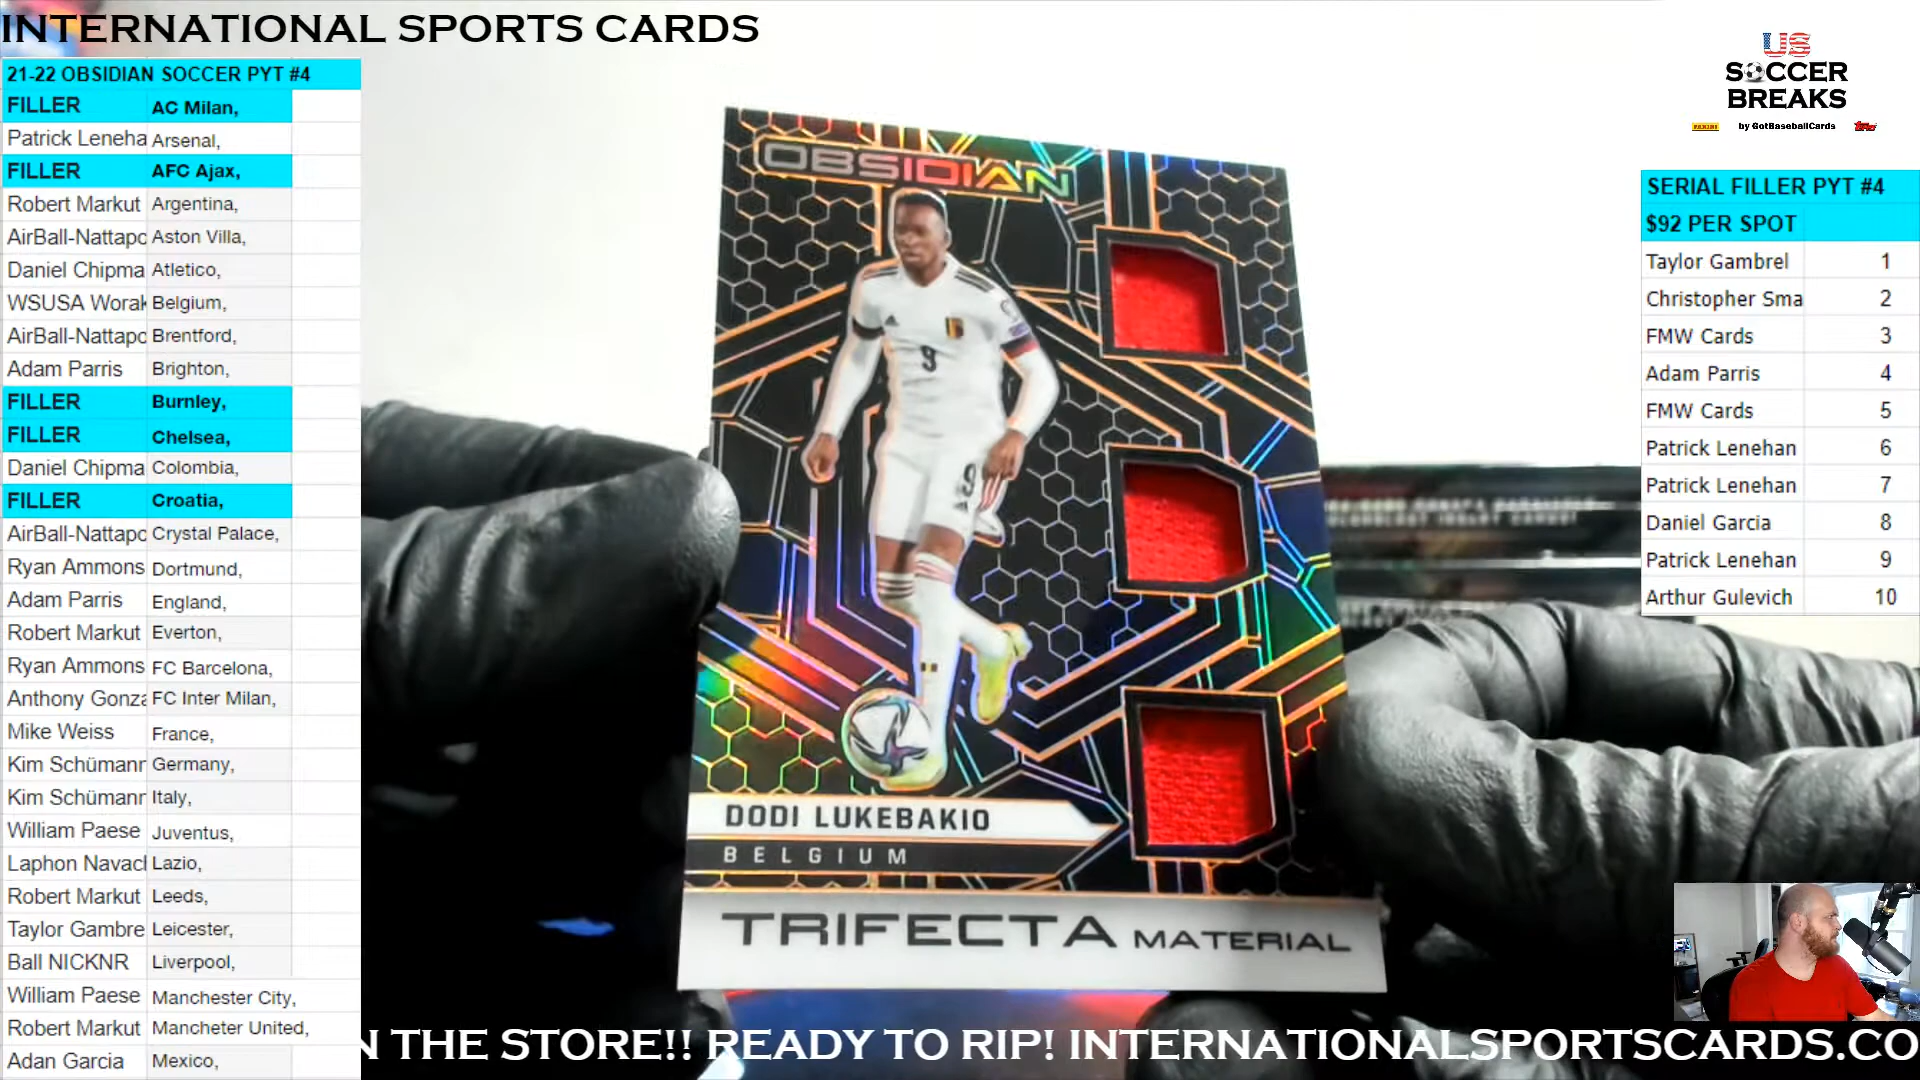 INTERNATIONAL SPORTS CARDS
21-22 OBSIDIAN SOCCER PYT #4
FILLER AC Milan,
Patrick Leneha Arsenal,
FILLER AFC Ajax,
Robert Markut Argentina,
AirBall-Nattapo Aston Villa,
Daniel Chipma Atletico,
WSUSA Worak Belgium,
AirBall-Nattapo Brentford,
Adam Parris Brighton,
FILLER Burnley,
FILLER Chelsea,
Daniel Chipma Colombia,
FILLER Croatia,
AirBall-Nattapo Crystal Palace,
Ryan Ammons Dortmund,
Adam Parris England,
Robert Markut Everton,
Ryan Ammons FC Barcelona,
Anthony Gonza FC Inter Milan,
Mike Weiss France,
Kim Schümann Germany,
Kim Schümann Italy,
William Paese Juventus,
Laphon Navacl Lazio,
Robert Markut Leeds,
Taylor Gambre Leicester,
Ball NICKNR Liverpool,
William Paese Manchester City,
Robert Markut Mancheter United,
Adan Garcia Mexico,
OBSIDIAN
9
9
DODI LUKEBAKIO
BELGIUM
TRIFECTA MATERIAL
US
SOCCER
BREAKS
PANINI by GotBaseballCards Topps
SERIAL FILLER PYT #4
$92 PER SPOT
Taylor Gambrel 1
Christopher Sma 2
FMW Cards 3
Adam Parris 4
FMW Cards 5
Patrick Lenehan 6
Patrick Lenehan 7
Daniel Garcia 8
Patrick Lenehan 9
Arthur Gulevich 10
N THE STORE!! READY TO RIP! INTERNATIONALSPORTSCARDS.CO